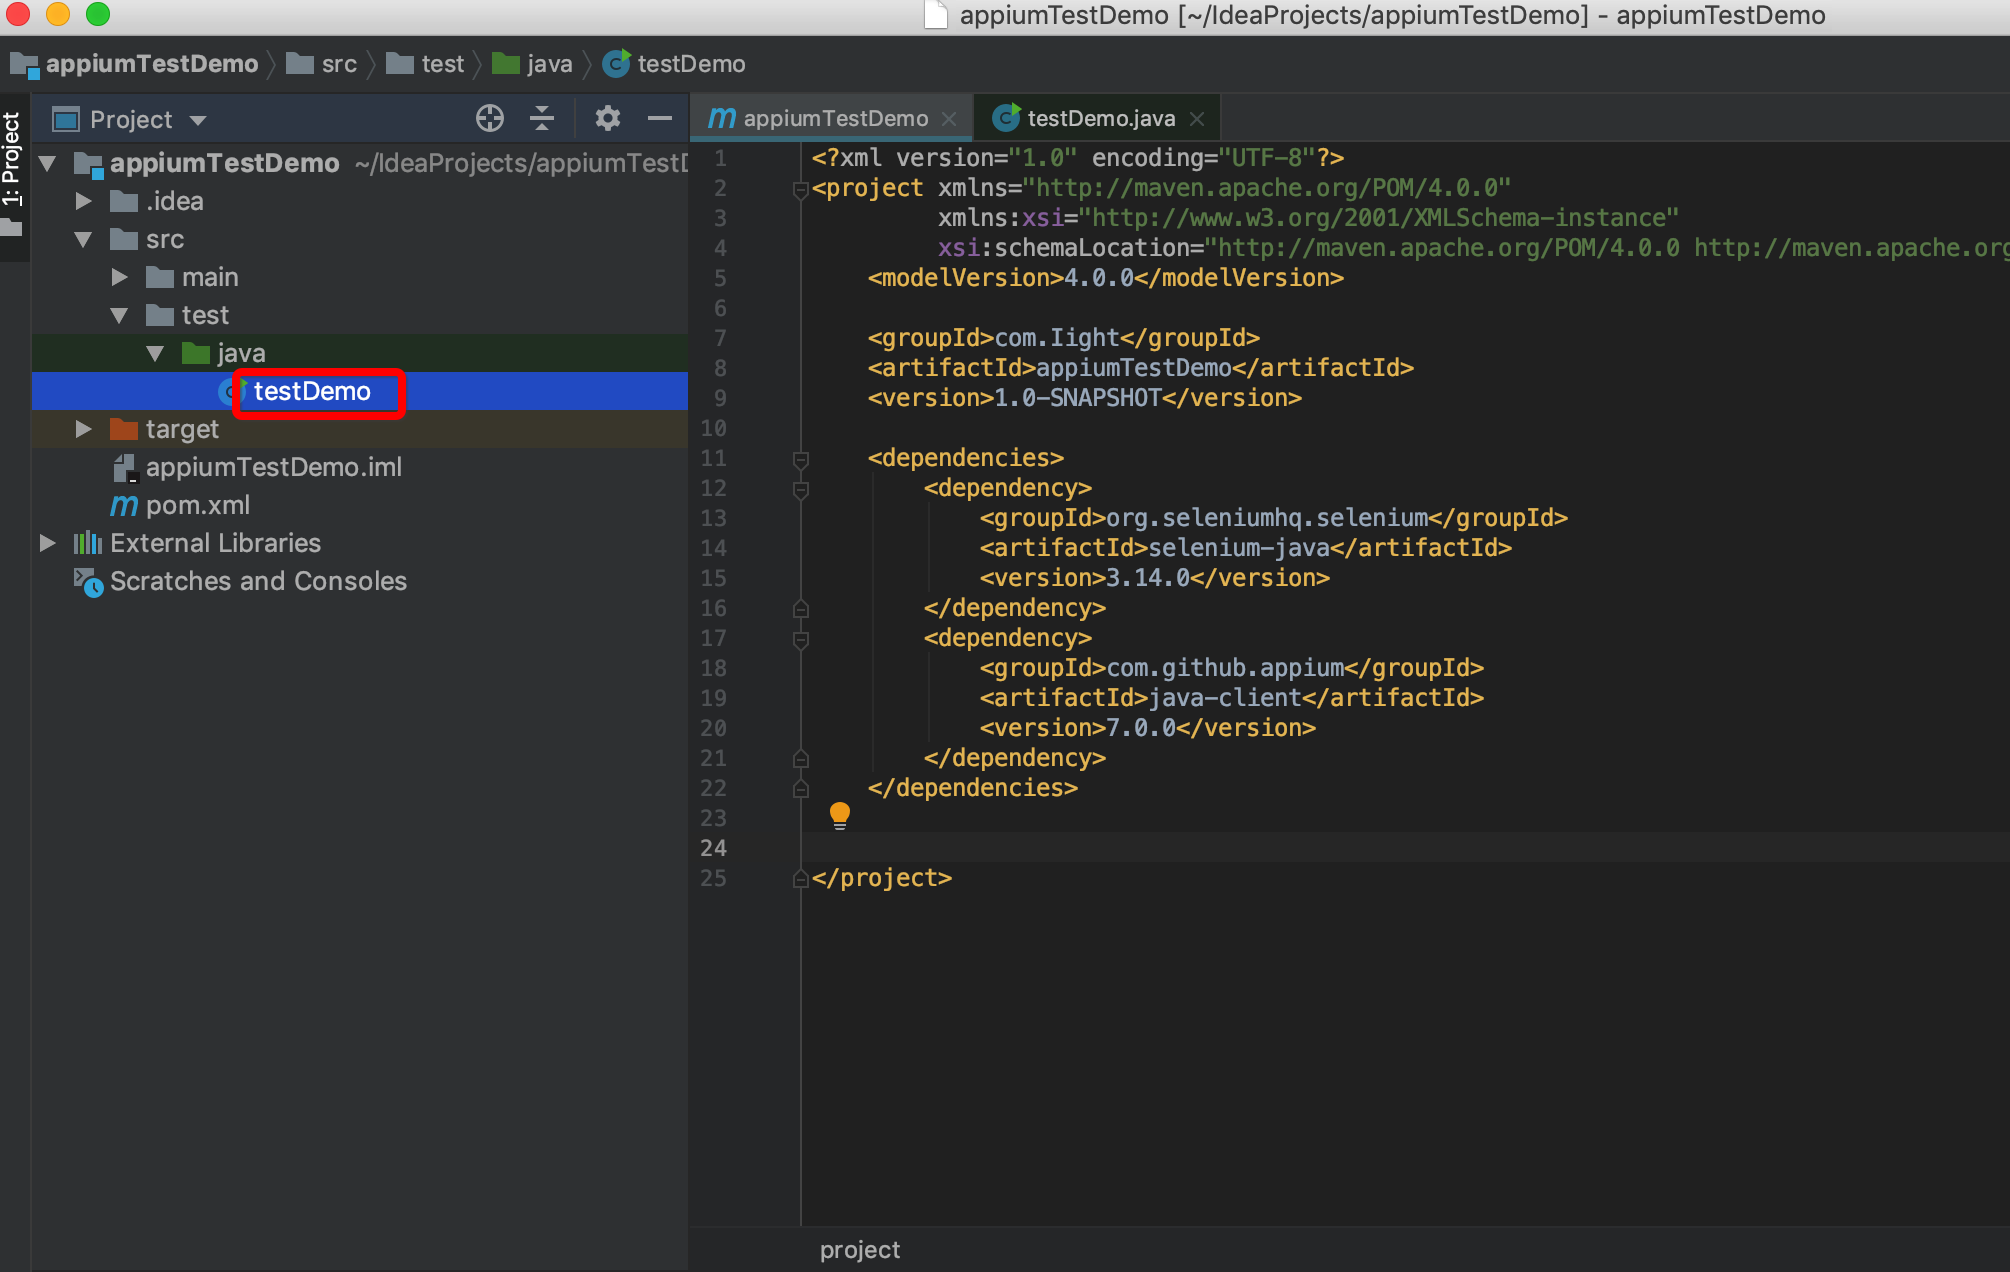 appiumTestDemo [~/IdeaProjects/appiumTestDemo] - appiumTestDemo
appiumTestDemo src test java testDemo
1: Project
Project
appiumTestDemo ~/IdeaProjects/appiumTestD
.idea
src
main
test
java
testDemo
target
appiumTestDemo.iml
pom.xml
External Libraries
Scratches and Consoles
appiumTestDemo testDemo.java
1 <?xml version="1.0" encoding="UTF-8"?>
2 <project xmlns="http://maven.apache.org/POM/4.0.0"
3 xmlns:xsi="http://www.w3.org/2001/XMLSchema-instance"
4 xsi:schemaLocation="http://maven.apache.org/POM/4.0.0 http://maven.apache.org
5 <modelVersion>4.0.0</modelVersion>
6
7 <groupId>com.Iight</groupId>
8 <artifactId>appiumTestDemo</artifactId>
9 <version>1.0-SNAPSHOT</version>
10
11 <dependencies>
12 <dependency>
13 <groupId>org.seleniumhq.selenium</groupId>
14 <artifactId>selenium-java</artifactId>
15 <version>3.14.0</version>
16 </dependency>
17 <dependency>
18 <groupId>com.github.appium</groupId>
19 <artifactId>java-client</artifactId>
20 <version>7.0.0</version>
21 </dependency>
22 </dependencies>
23
24
25 </project>
project